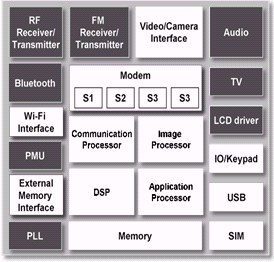 RF
Receiver/
Transmitter
FM
Receiver/
Transmitter
Video/Camera
Interface
Audio
Bluetooth
Modem
S1 S2 S3 S3
TV
Wi-Fi
Interface
LCD driver
Communication
Processor
Image
Processor
PMU
IO/Keypad
External
Memory
Interface
DSP
Application
Processor
USB
PLL
Memory
SIM